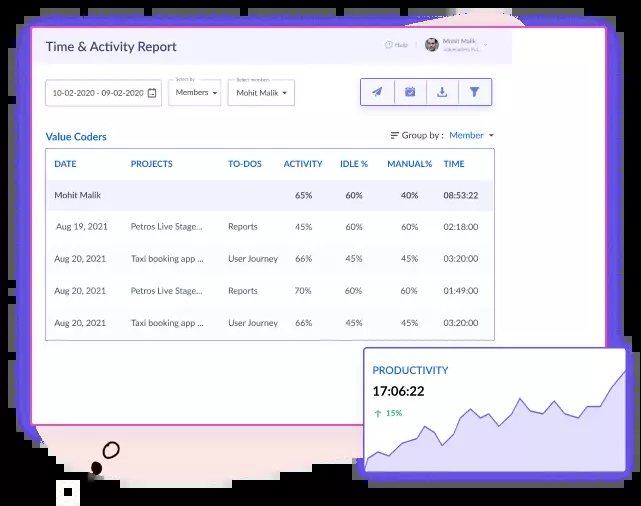 Time & Activity Report
Help
Mohit Malik
10-02-2020 - 09-02-2020
Select By
Members
Select members
Mohit Malik
Value Coders
Group by : Member
DATE PROJECTS TO-DOS ACTIVITY IDLE % MANUAL% TIME
Mohit Malik 65% 60% 40% 08:53:22
Aug 19, 2021 Petros Live Stage... Reports 45% 60% 60% 02:18:00
Aug 20, 2021 Taxi booking app ... User Journey 66% 45% 45% 03:20:00
Aug 20, 2021 Petros Live Stage... Reports 70% 60% 60% 01:49:00
Aug 20, 2021 Taxi booking app ... User Journey 66% 45% 45% 03:20:00
PRODUCTIVITY
17:06:22
15%